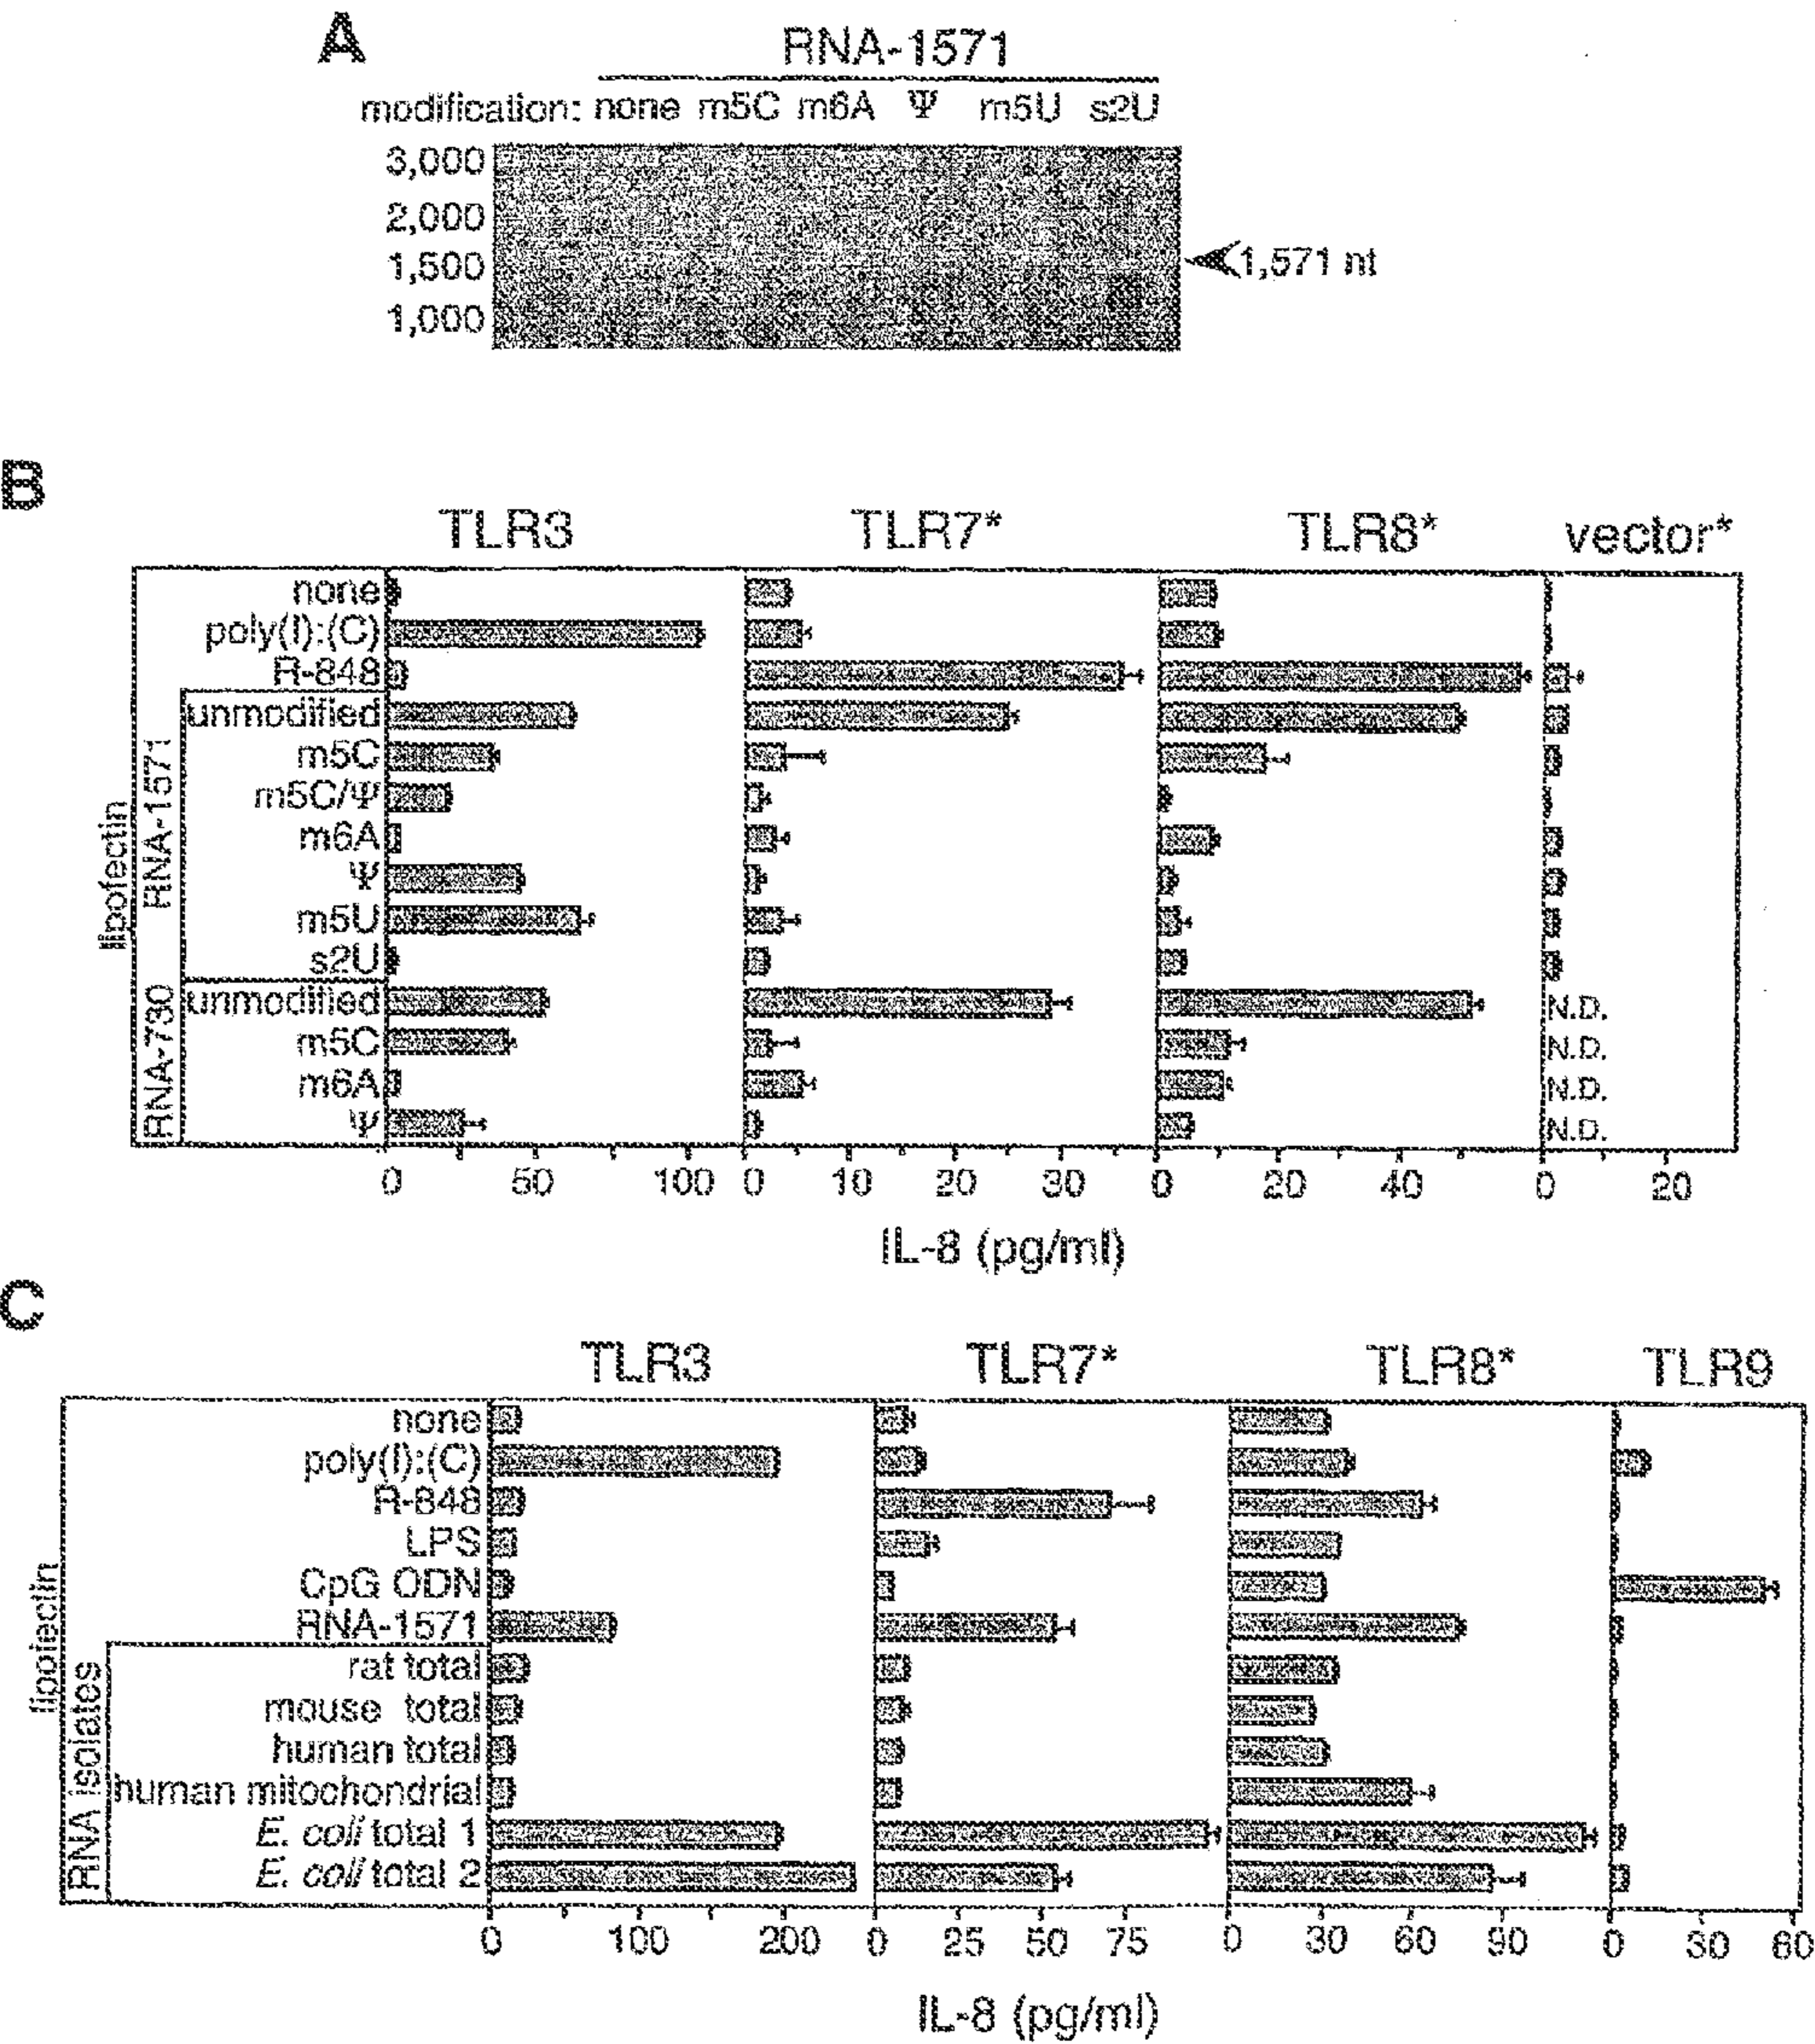 A
RNA-1571
modification: none m5C m6A Ψ m5U s2U
3,000
2,000
1,500
1,000
1,571 nt
B
TLR3 TLR7* TLR8* vector*
lipofectin
RNA-1571
RNA-730
none
poly(I):(C)
R-848
unmodified
m5C
m5C/Ψ
m6A
Ψ
m5U
s2U
unmodified N.D.
m5C N.D.
m6A N.D.
Ψ N.D.
0 50 100 0 10 20 30 0 20 40 0 20
IL-8 (pg/ml)
C
TLR3 TLR7* TLR8* TLR9
lipofectin
RNA isolates
none
poly(I):(C)
R-848
LPS
CpG ODN
RNA-1571
rat total
mouse total
human total
human mitochondrial
E. coli total 1
E. coli total 2
0 100 200 0 25 50 75 0 30 60 90 0 30 60
IL-8 (pg/ml)